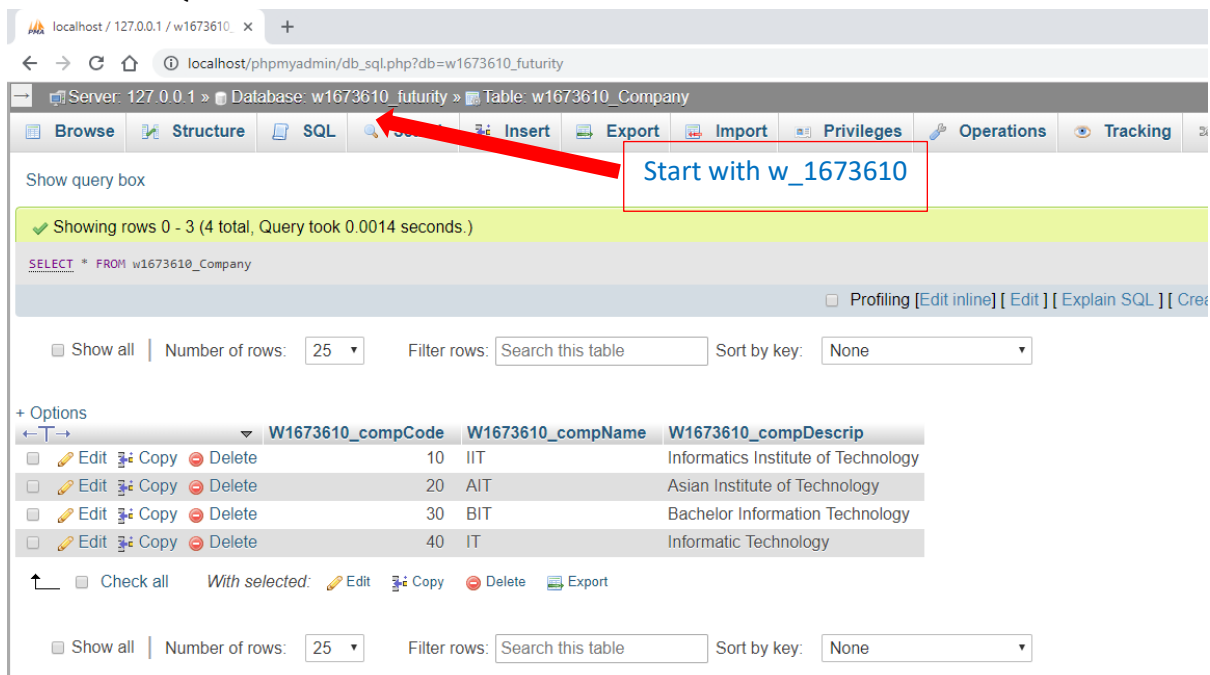 localhost / 127.0.0.1 / w1673610_ × +
localhost/phpmyadmin/db_sql.php?db=w1673610_futurity
Server: 127.0.0.1 » Database: w1673610_futurity » Table: w1673610_Company
Browse Structure SQL Insert Export Import Privileges Operations Tracking
Start with w_1673610
Show query box
Showing rows 0 - 3 (4 total, Query took 0.0014 seconds.)
SELECT * FROM w1673610_Company
Profiling [Edit inline] [ Edit ] [ Explain SQL ] [ Crea
Show all | Number of rows: 25 Filter rows: Search this table Sort by key: None
+ Options
←T→ W1673610_compCode W1673610_compName W1673610_compDescrip
Edit Copy Delete 10 IIT Informatics Institute of Technology
Edit Copy Delete 20 AIT Asian Institute of Technology
Edit Copy Delete 30 BIT Bachelor Information Technology
Edit Copy Delete 40 IT Informatic Technology
Check all With selected: Edit Copy Delete Export
Show all | Number of rows: 25 Filter rows: Search this table Sort by key: None